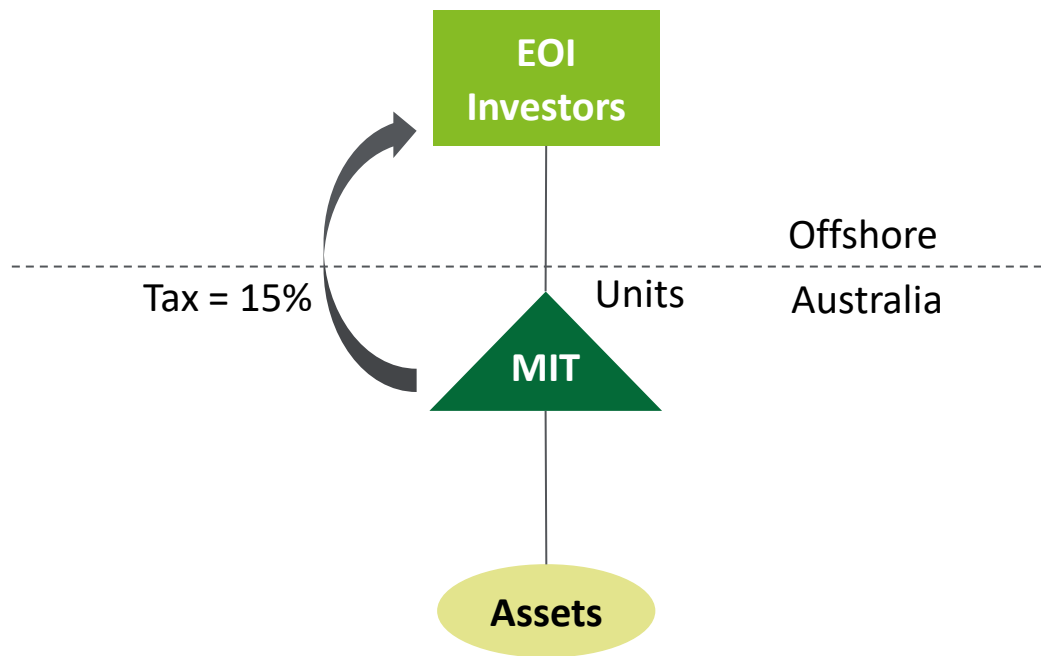 EOI
Investors
Offshore
Tax = 15%
Units
Australia
MIT
Assets